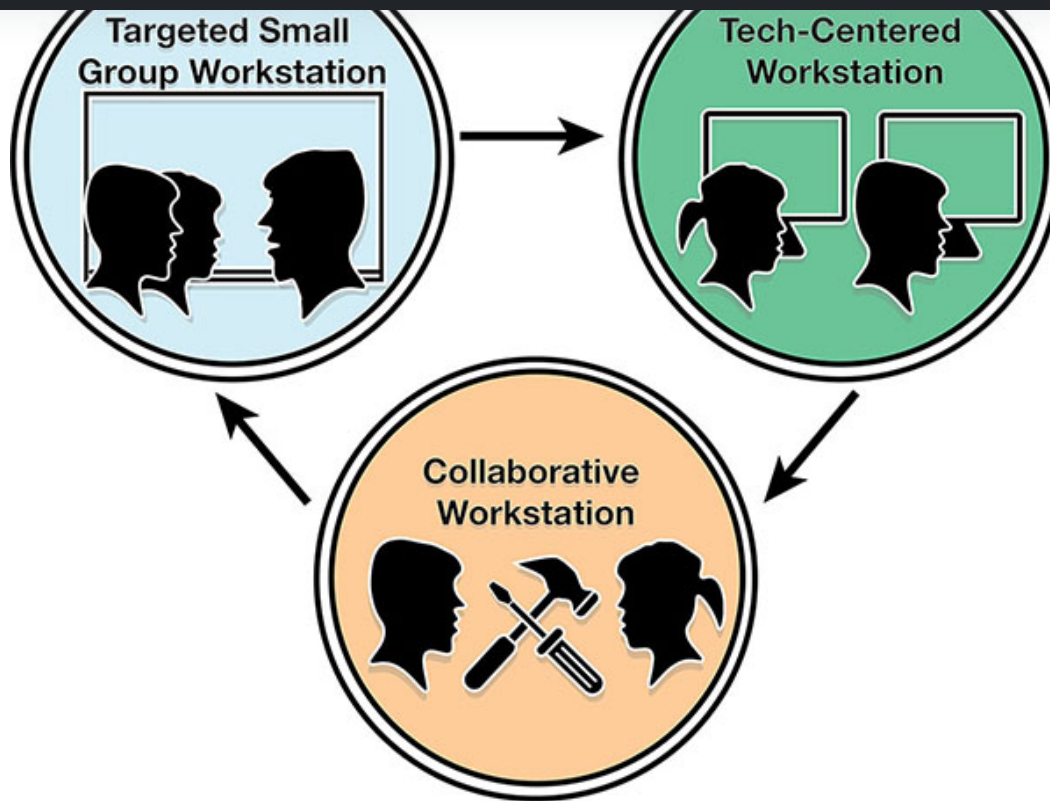 Targeted Small
Group Workstation
Tech-Centered
Workstation
Collaborative
Workstation